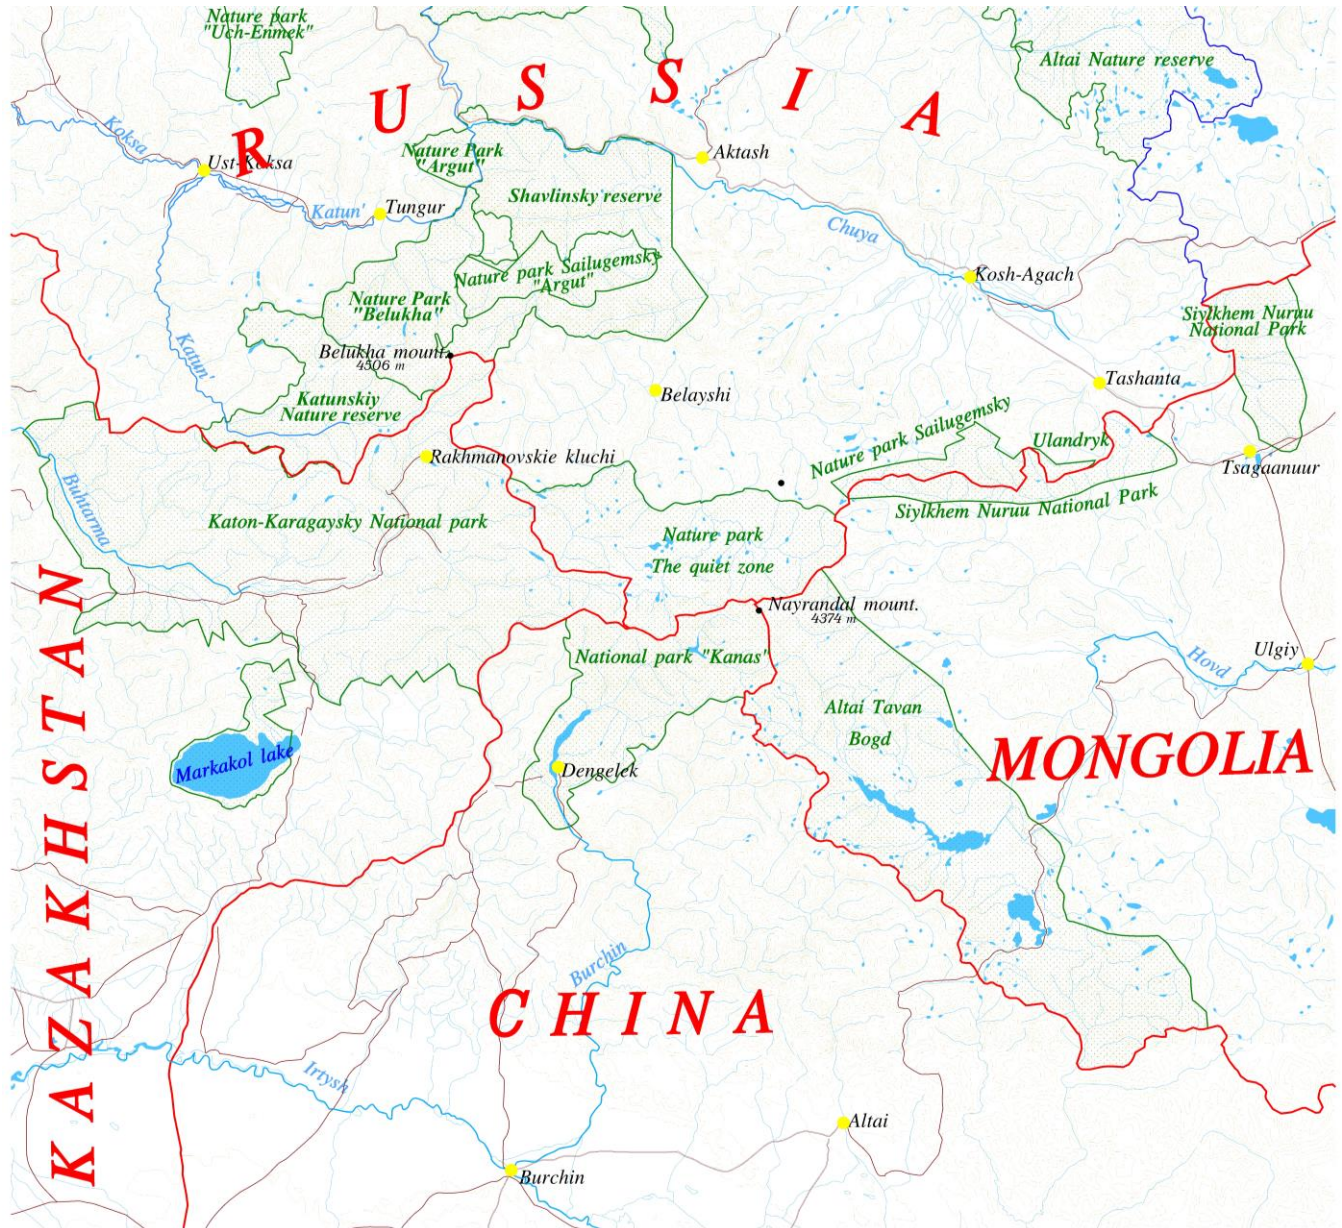 Nature park
"Uch-Enmek"
Altai Nature reserve
RUSSIA
Koksa
Ust-Koksa
Nature Park
"Argut"
Aktash
Shavlinsky reserve
Katun'
Tungur
Chuya
Nature park Sailugemsky
"Argut"
Kosh-Agach
Nature Park
"Belukha"
Siylkhem Nuruu
National Park
Katun'
Belukha mount.
4506 m
Tashanta
Belayshi
Katunskiy
Nature reserve
Nature park Sailugemsky
Ulandryk
Rakhmanovskie kluchi
Tsagaanuur
Buharma
Katon-Karagaysky National park
Siylkhem Nuruu National Park
Nature park
The quiet zone
Nayrandal mount.
4374 m
National park "Kanas"
Hovd
Ulgiy
Altai Tavan
Bogd
Markakol lake
MONGOLIA
Dengelek
KAZAKHSTAN
Burchin
CHINA
Irtysh
Altai
Burchin